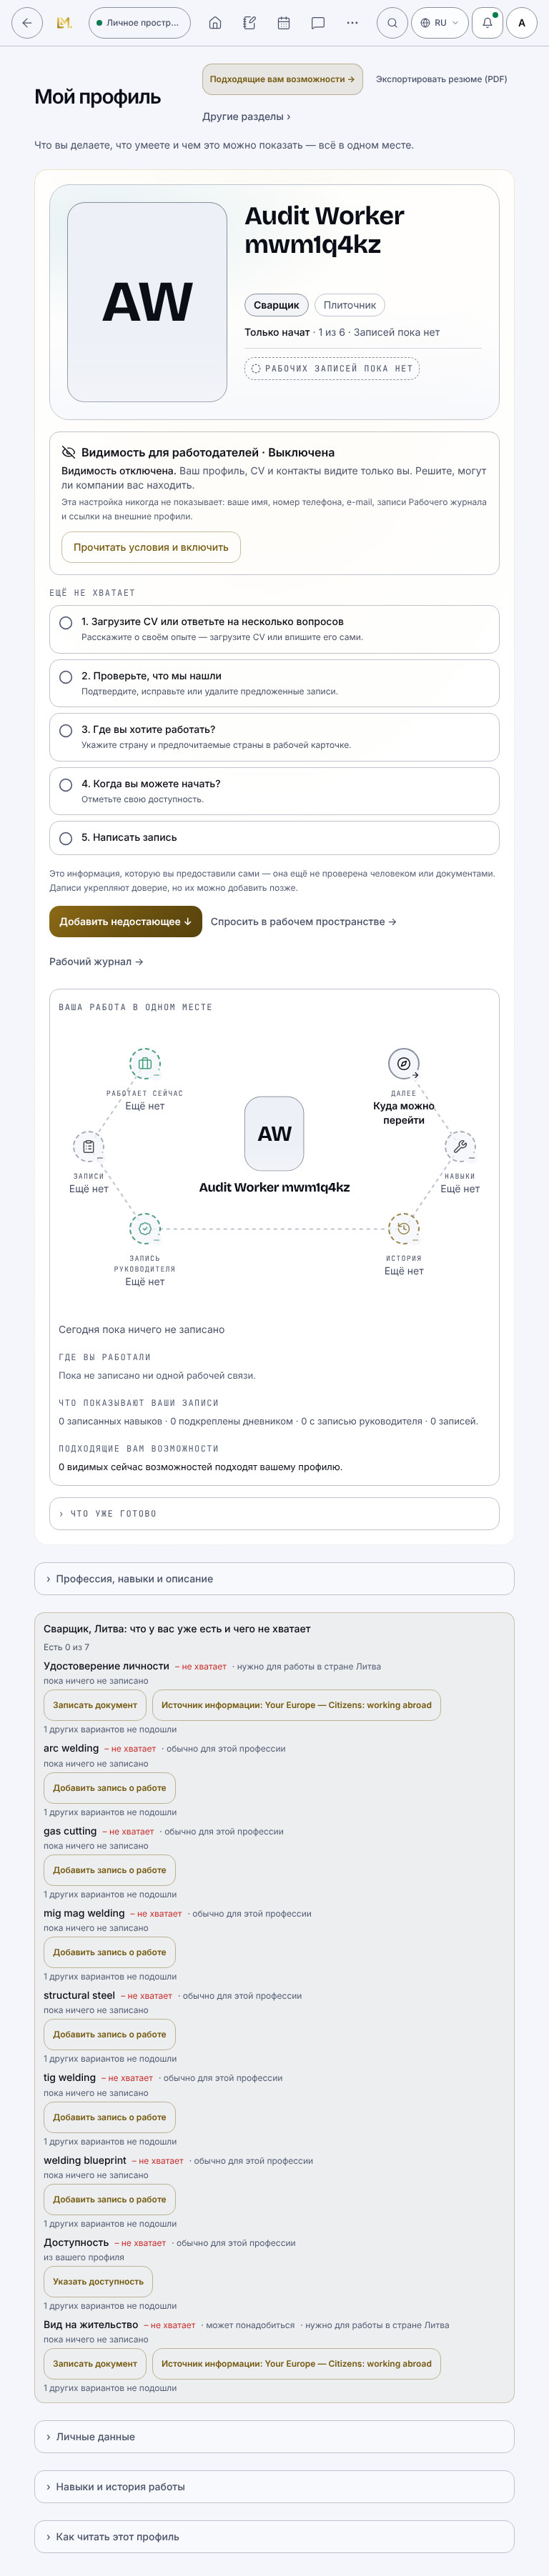 Личное простр...
RU
A
Мой профиль
Подходящие вам возможности →
Экспортировать резюме (PDF)
Другие разделы ›
Что вы делаете, что умеете и чем это можно показать — всё в одном месте.
AW
Audit Worker
mwm1q4kz
Сварщик
Плиточник
Только начат · 1 из 6 · Записей пока нет
РАБОЧИХ ЗАПИСЕЙ ПОКА НЕТ
Видимость для работодателей · Выключена
Видимость отключена. Ваш профиль, CV и контакты видите только вы. Решите, могут
ли компании вас находить.
Эта настройка никогда не показывает: ваше имя, номер телефона, e-mail, записи Рабочего журнала
и ссылки на внешние профили.
Прочитать условия и включить
ЕЩЁ НЕ ХВАТАЕТ
1. Загрузите CV или ответьте на несколько вопросов
Расскажите о своём опыте — загрузите CV или впишите его сами.
2. Проверьте, что мы нашли
Подтвердите, исправьте или удалите предложенные записи.
3. Где вы хотите работать?
Укажите страну и предпочитаемые страны в рабочей карточке.
4. Когда вы можете начать?
Отметьте свою доступность.
5. Написать запись
Это информация, которую вы предоставили сами — она ещё не проверена человеком или документами.
Дописи укрепляют доверие, но их можно добавить позже.
Добавить недостающее ↓
Спросить в рабочем пространстве →
Рабочий журнал →
ВАША РАБОТА В ОДНОМ МЕСТЕ
РАБОТАЕТ СЕЙЧАС
Ещё нет
ДАЛЕЕ
Куда можно
перейти
AW
Audit Worker mwm1q4kz
ЗАПИСИ
Ещё нет
НАВЫКИ
Ещё нет
ЗАПИСЬ
РУКОВОДИТЕЛЯ
Ещё нет
ИСТОРИЯ
Ещё нет
Сегодня пока ничего не записано
ГДЕ ВЫ РАБОТАЛИ
Пока не записано ни одной рабочей связи.
ЧТО ПОКАЗЫВАЮТ ВАШИ ЗАПИСИ
0 записанных навыков · 0 подкреплены дневником · 0 с записью руководителя · 0 записей.
ПОДХОДЯЩИЕ ВАМ ВОЗМОЖНОСТИ
0 видимых сейчас возможностей подходят вашему профилю.
› ЧТО УЖЕ ГОТОВО
› Профессия, навыки и описание
Сварщик, Литва: что у вас уже есть и чего не хватает
Есть 0 из 7
Удостоверение личности – не хватает · нужно для работы в стране Литва
пока ничего не записано
Записать документ
Источник информации: Your Europe — Citizens: working abroad
1 других вариантов не подошли
arc welding – не хватает · обычно для этой профессии
пока ничего не записано
Добавить запись о работе
1 других вариантов не подошли
gas cutting – не хватает · обычно для этой профессии
пока ничего не записано
Добавить запись о работе
1 других вариантов не подошли
mig mag welding – не хватает · обычно для этой профессии
пока ничего не записано
Добавить запись о работе
1 других вариантов не подошли
structural steel – не хватает · обычно для этой профессии
пока ничего не записано
Добавить запись о работе
1 других вариантов не подошли
tig welding – не хватает · обычно для этой профессии
пока ничего не записано
Добавить запись о работе
1 других вариантов не подошли
welding blueprint – не хватает · обычно для этой профессии
пока ничего не записано
Добавить запись о работе
1 других вариантов не подошли
Доступность – не хватает · обычно для этой профессии
из вашего профиля
Указать доступность
1 других вариантов не подошли
Вид на жительство – не хватает · может понадобиться · нужно для работы в стране Литва
пока ничего не записано
Записать документ
Источник информации: Your Europe — Citizens: working abroad
1 других вариантов не подошли
› Личные данные
› Навыки и история работы
› Как читать этот профиль